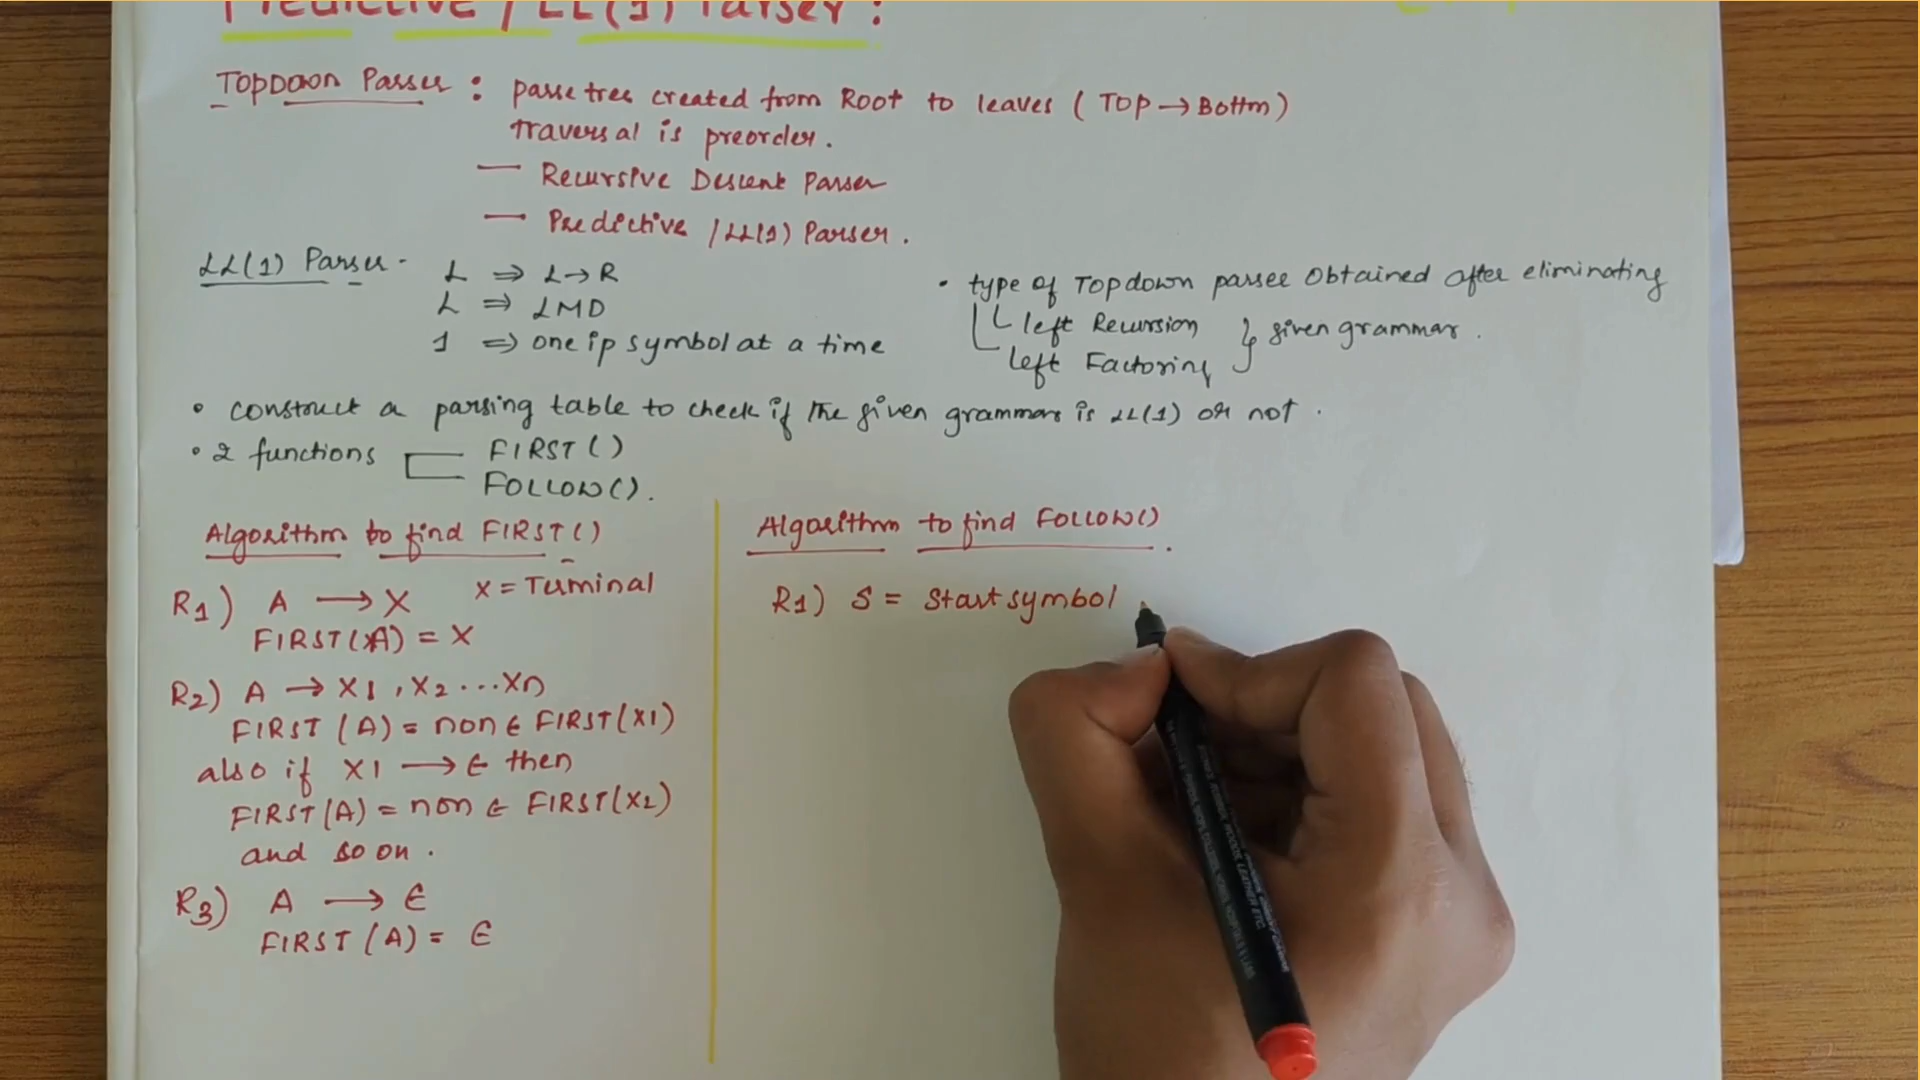 Predictive / LL(1) Parser :
Topdown Parser : parse tree created from Root to leaves ( Top → Bottm )
traversal is preorder.
— Recursive Descent Parser
— Predictive / LL(1) Parser .
LL(1) Parser -
L ⇒ L → R
L ⇒ LMD
1 ⇒ one ip symbol at a time
• type of Topdown parser Obtained after eliminating
left Recursion } given grammar .
left Factoring
• construct a parsing table to check if the given grammar is LL(1) or not .
• 2 functions FIRST ( )
FOLLOW ( ) .
Algorithm to find FIRST ( )
R1 ) A → X X = Terminal
FIRST (A) = X
R2 ) A → X1 , X2 ... Xn
FIRST ( A ) = non ϵ FIRST (X1)
also if X1 → ϵ then
FIRST (A) = non ϵ FIRST (X2)
and so on .
R3 ) A → ϵ
FIRST ( A ) = ϵ
Algorithm to find FOLLOW ( ) .
R1 ) S = Start symbol